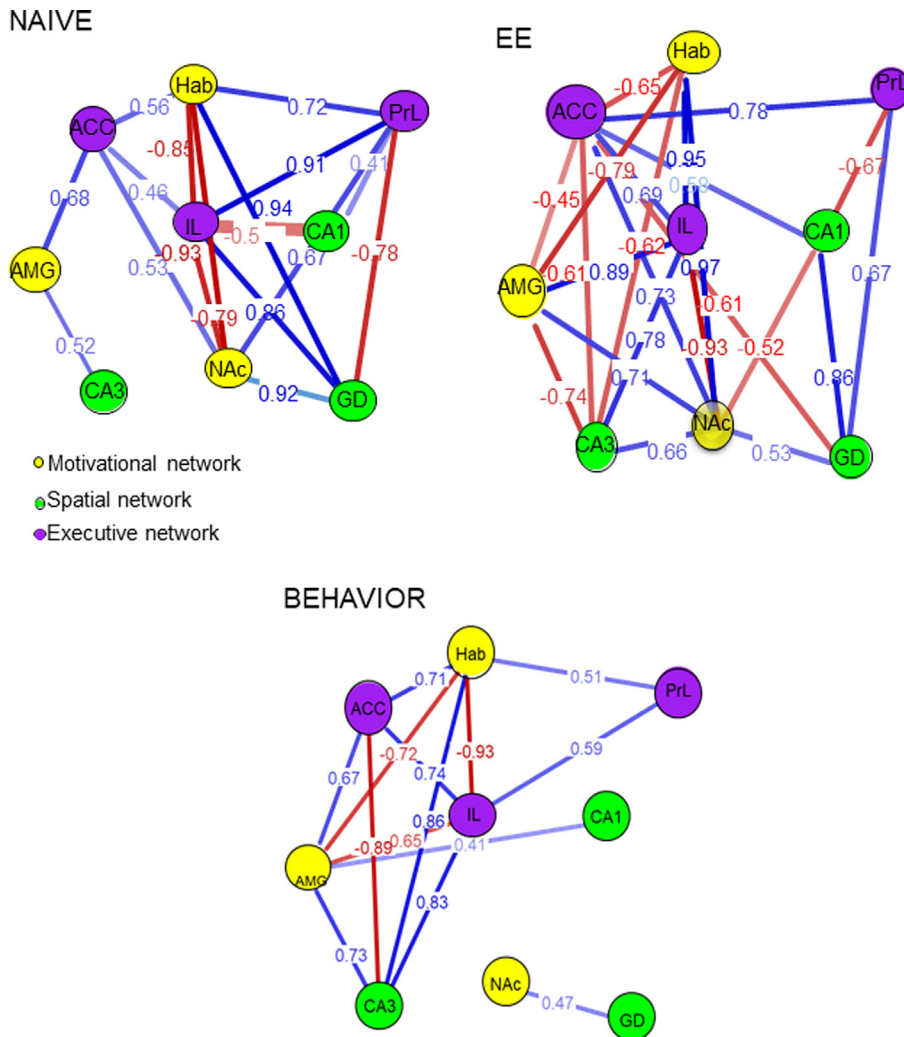 NAIVE
Hab
ACC
PrL
0.56
0.72
-0.85
0.91
0.41
0.68
0.46
IL
0.94
CA1
-0.5
-0.93
0.53
0.67
-0.78
AMG
-0.79
0.86
0.52
NAc
0.92
CA3
GD
Motivational network
Spatial network
Executive network
EE
Hab
PrL
ACC
-0.65
0.78
0.95
-0.79
0.58
-0.67
-0.45
0.69
IL
CA1
-0.62
AMG
-0.61
0.89
0.97
0.67
0.73
-0.61
0.78
-0.93
-0.52
0.71
0.86
-0.74
NAc
CA3
0.66
0.53
GD
BEHAVIOR
Hab
ACC
0.71
0.51
PrL
-0.72
-0.93
0.67
0.74
0.59
IL
CA1
0.86
-0.89
0.65
0.41
AMG
0.83
0.73
NAc
CA3
0.47
GD